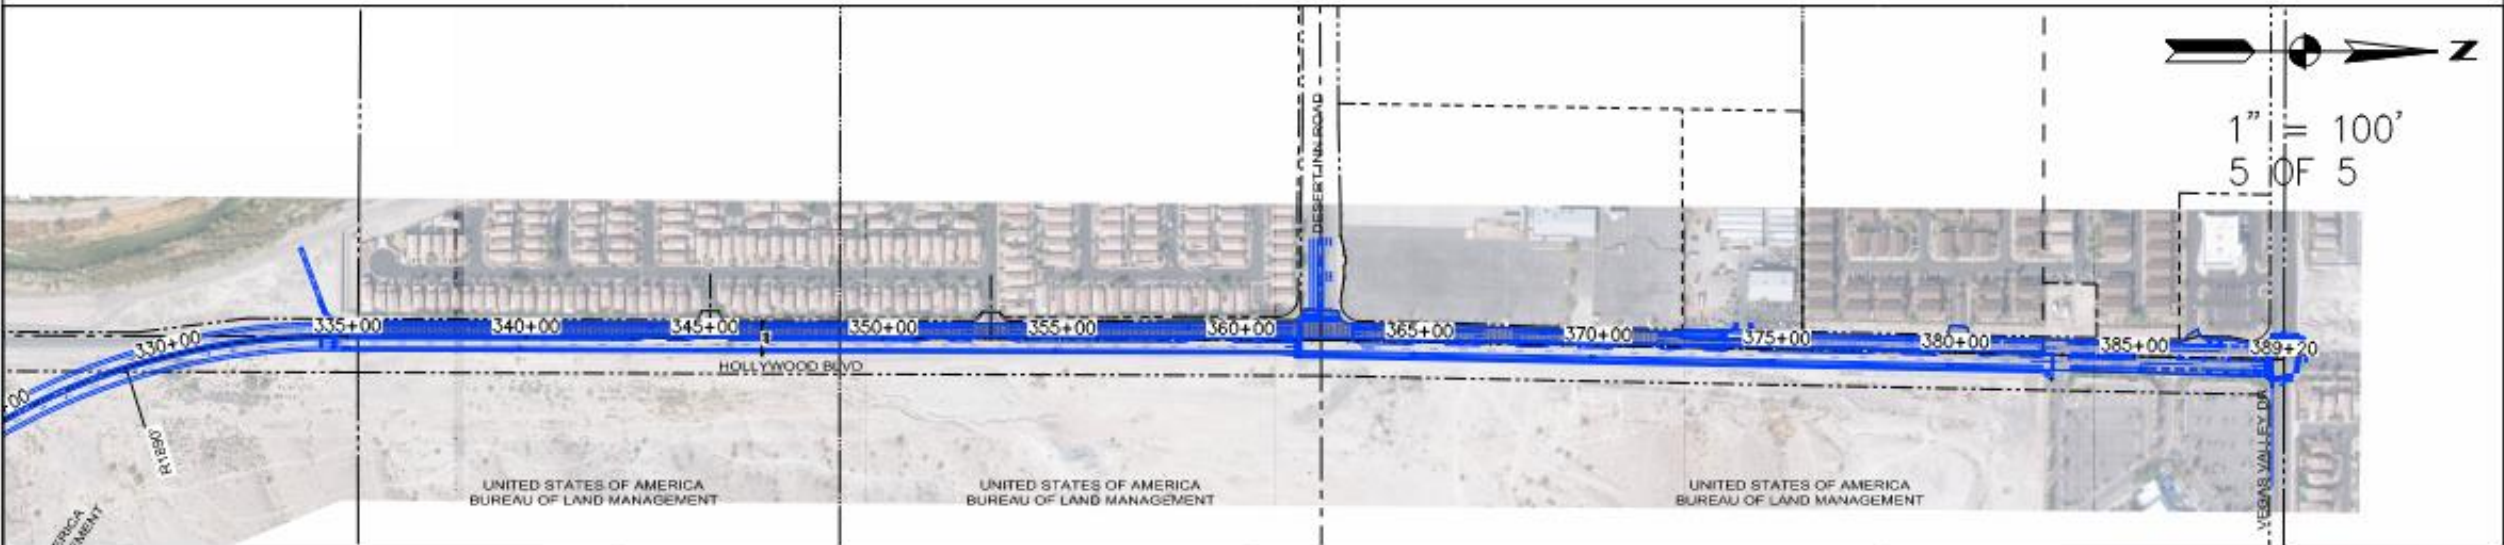 Z
1" = 100'
5 OF 5
DESERT INN ROAD
335+00
340+00
345+00
350+00
355+00
360+00
365+00
370+00
375+00
380+00
385+00
389+20
330+00
+00
HOLLYWOOD BLVD
R1890'
VEGAS VALLEY DR
UNITED STATES OF AMERICA
BUREAU OF LAND MANAGEMENT
UNITED STATES OF AMERICA
BUREAU OF LAND MANAGEMENT
UNITED STATES OF AMERICA
BUREAU OF LAND MANAGEMENT
ERICA
EMENT